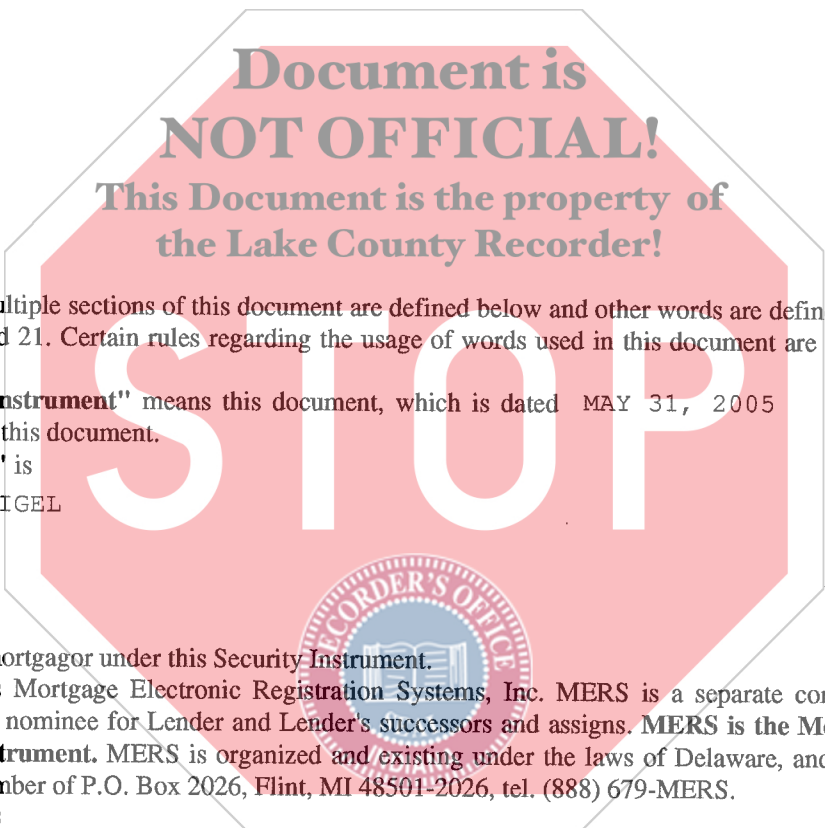 Document is
NOT OFFICIAL!
This Document is the property of
the Lake County Recorder!
ultiple sections of this document are defined below and other words are defin
d 21. Certain rules regarding the usage of words used in this document are
nstrument" means this document, which is dated MAY 31, 2005
this document.
" is
IGEL
STOP
RECORDER'S OFFICE
ortgagor under this Security Instrument.
s Mortgage Electronic Registration Systems, Inc. MERS is a separate cor
nominee for Lender and Lender's successors and assigns. MERS is the Mo
trument. MERS is organized and existing under the laws of Delaware, and
mber of P.O. Box 2026, Flint, MI 48501-2026, tel. (888) 679-MERS.